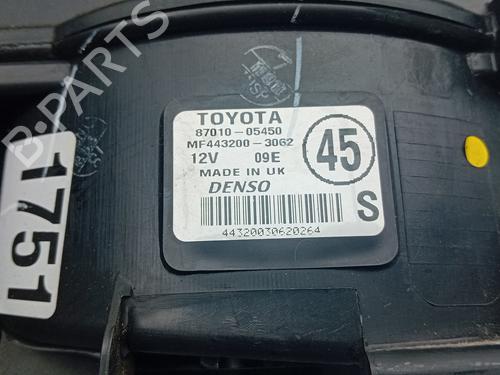 TOYOTA
87010-05450
MF443200-3062
12V 09E
MADE IN UK
DENSO
45
S
44320030620264
1751
B-PARTS